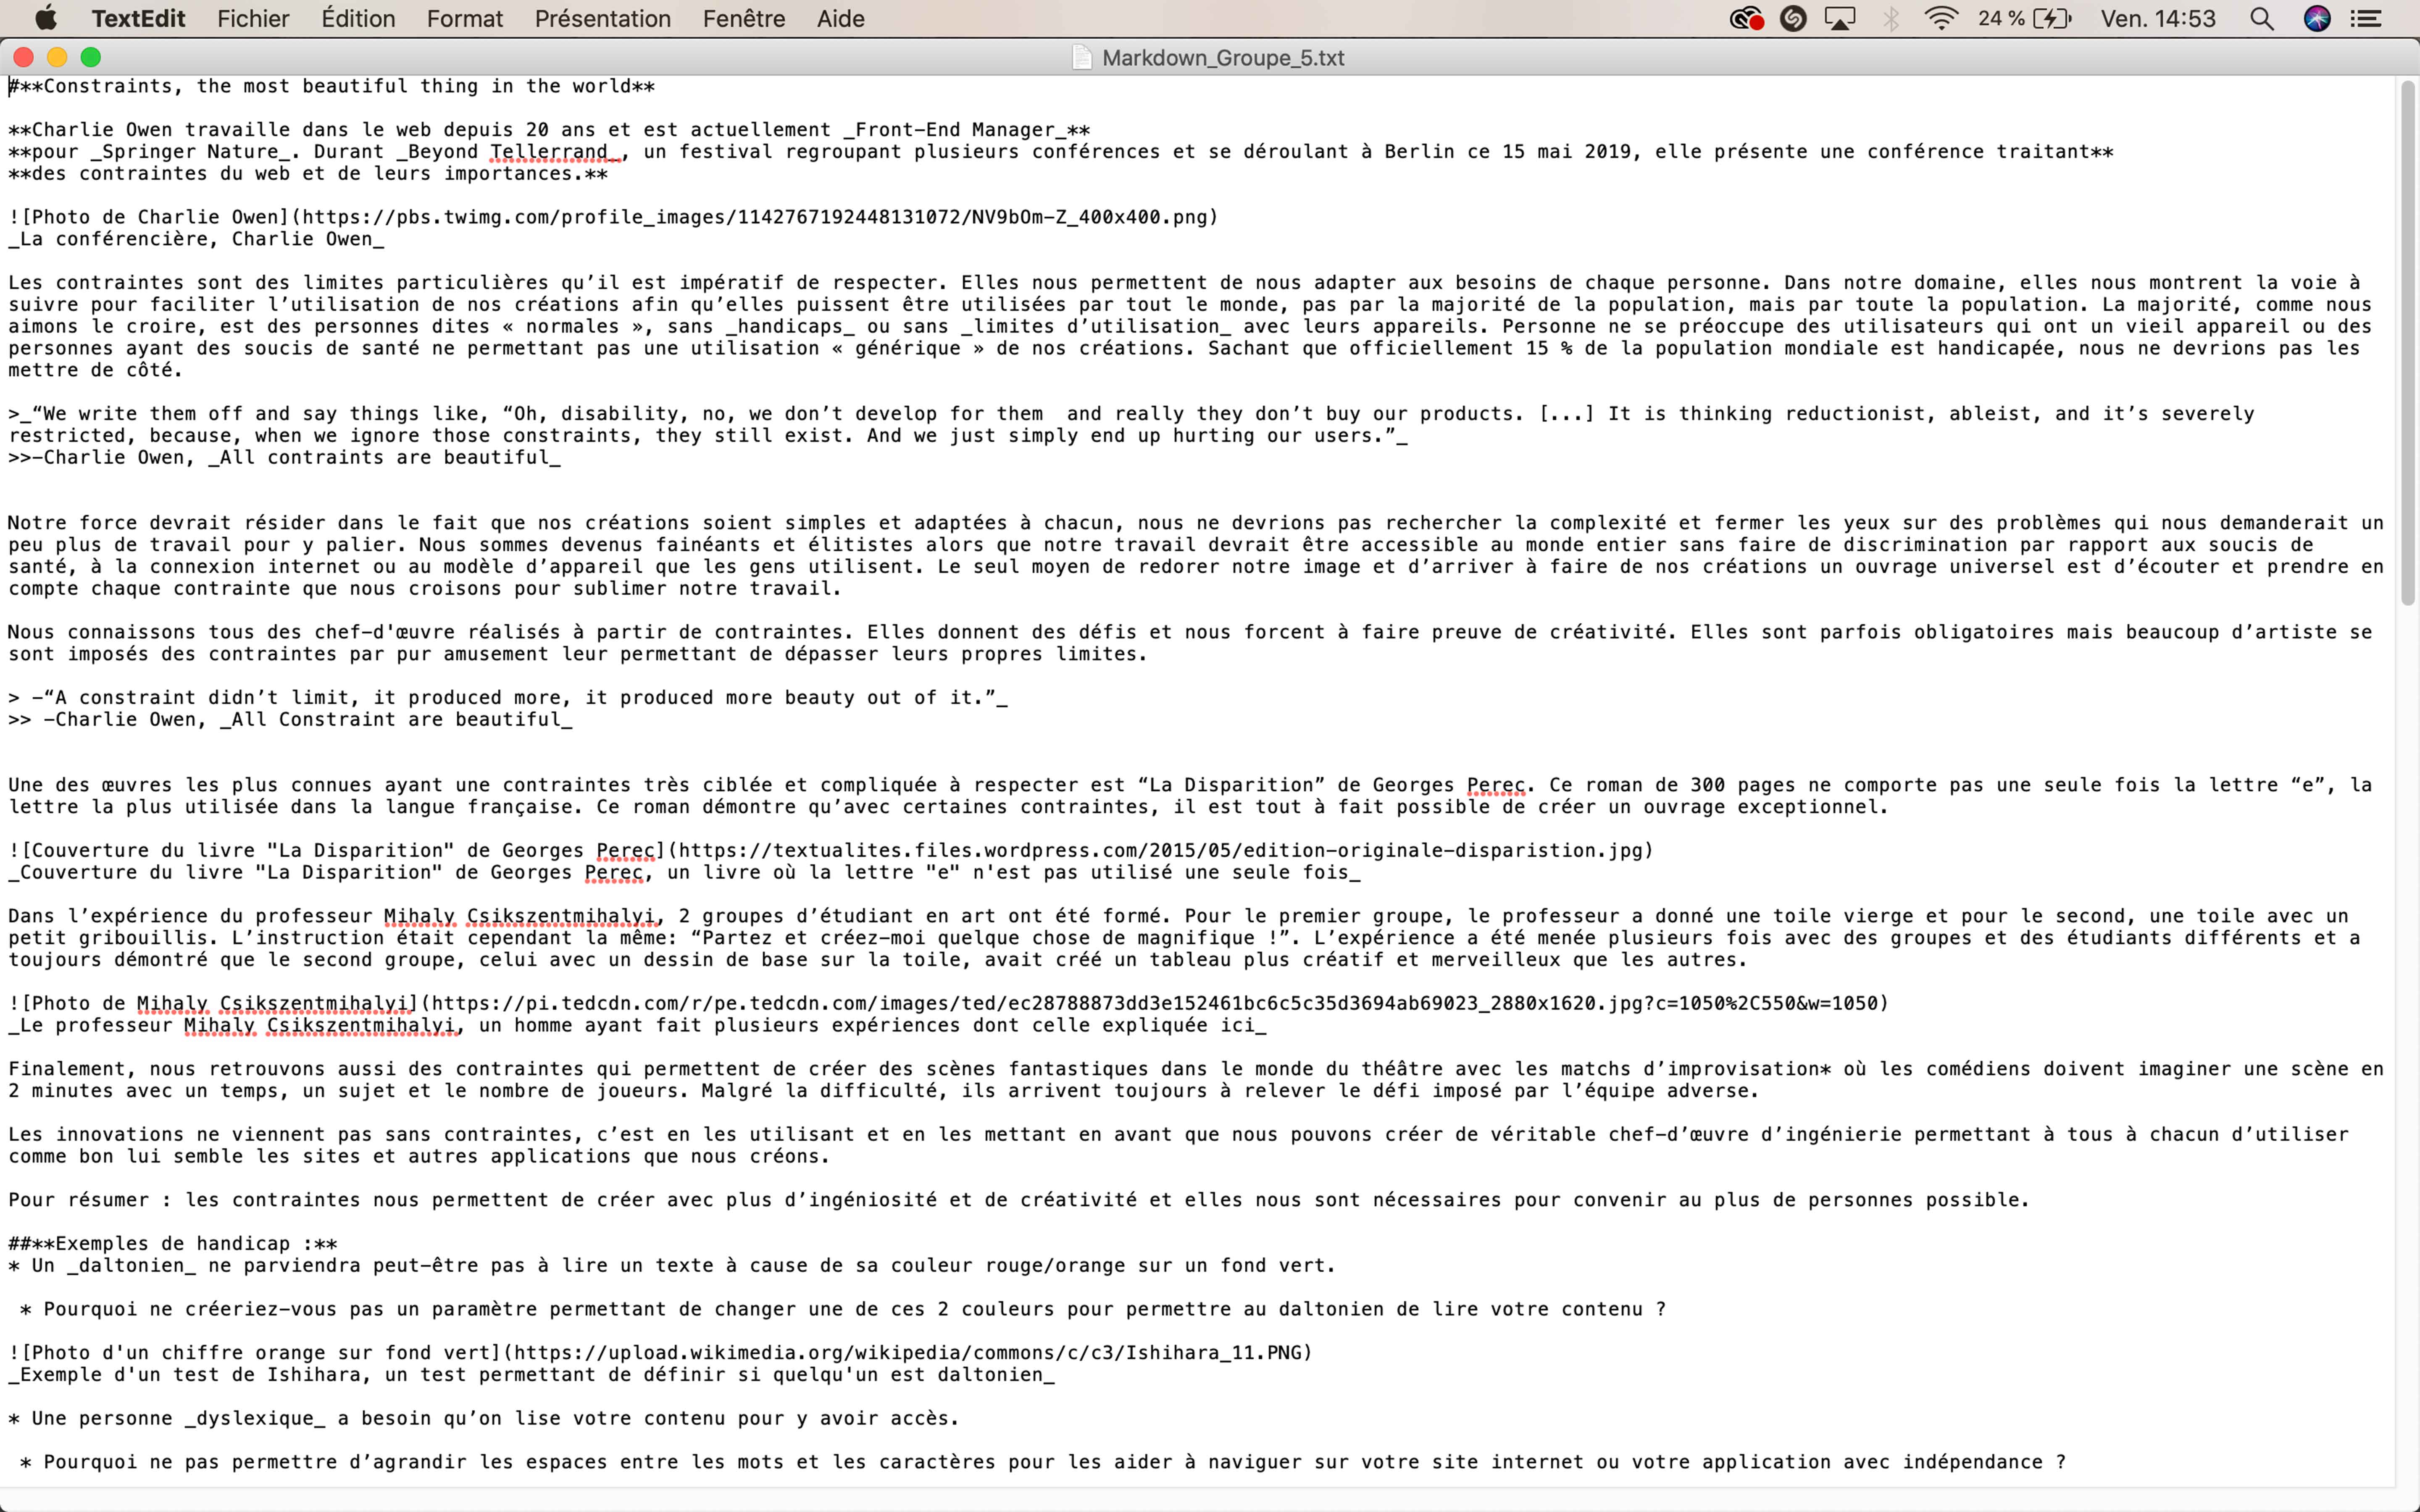 TextEdit Fichier Édition Format Présentation Fenêtre Aide 24 % Ven. 14:53
Markdown_Groupe_5.txt
#**Constraints, the most beautiful thing in the world**
**Charlie Owen travaille dans le web depuis 20 ans et est actuellement _Front-End Manager_**
**pour _Springer Nature_. Durant _Beyond Tellerrand_, un festival regroupant plusieurs conférences et se déroulant à Berlin ce 15 mai 2019, elle présente une conférence traitant**
**des contraintes du web et de leurs importances.**
![Photo de Charlie Owen](https://pbs.twimg.com/profile_images/1142767192448131072/NV9bOm-Z_400x400.png)
_La conférencière, Charlie Owen_
Les contraintes sont des limites particulières qu’il est impératif de respecter. Elles nous permettent de nous adapter aux besoins de chaque personne. Dans notre domaine, elles nous montrent la voie à
suivre pour faciliter l’utilisation de nos créations afin qu’elles puissent être utilisées par tout le monde, pas par la majorité de la population, mais par toute la population. La majorité, comme nous
aimons le croire, est des personnes dites « normales », sans _handicaps_ ou sans _limites d’utilisation_ avec leurs appareils. Personne ne se préoccupe des utilisateurs qui ont un vieil appareil ou des
personnes ayant des soucis de santé ne permettant pas une utilisation « générique » de nos créations. Sachant que officiellement 15 % de la population mondiale est handicapée, nous ne devrions pas les
mettre de côté.
>_“We write them off and say things like, “Oh, disability, no, we don’t develop for them  and really they don’t buy our products. [...] It is thinking reductionist, ableist, and it’s severely
restricted, because, when we ignore those constraints, they still exist. And we just simply end up hurting our users.”_
>>-Charlie Owen, _All contraints are beautiful_
Notre force devrait résider dans le fait que nos créations soient simples et adaptées à chacun, nous ne devrions pas rechercher la complexité et fermer les yeux sur des problèmes qui nous demanderait un
peu plus de travail pour y palier. Nous sommes devenus fainéants et élitistes alors que notre travail devrait être accessible au monde entier sans faire de discrimination par rapport aux soucis de
santé, à la connexion internet ou au modèle d’appareil que les gens utilisent. Le seul moyen de redorer notre image et d’arriver à faire de nos créations un ouvrage universel est d’écouter et prendre en
compte chaque contrainte que nous croisons pour sublimer notre travail.
Nous connaissons tous des chef-d'œuvre réalisés à partir de contraintes. Elles donnent des défis et nous forcent à faire preuve de créativité. Elles sont parfois obligatoires mais beaucoup d’artiste se
sont imposés des contraintes par pur amusement leur permettant de dépasser leurs propres limites.
> -“A constraint didn’t limit, it produced more, it produced more beauty out of it.”_
>> -Charlie Owen, _All Constraint are beautiful_
Une des œuvres les plus connues ayant une contraintes très ciblée et compliquée à respecter est “La Disparition” de Georges Perec. Ce roman de 300 pages ne comporte pas une seule fois la lettre “e”, la
lettre la plus utilisée dans la langue française. Ce roman démontre qu’avec certaines contraintes, il est tout à fait possible de créer un ouvrage exceptionnel.
![Couverture du livre "La Disparition" de Georges Perec](https://textualites.files.wordpress.com/2015/05/edition-originale-disparistion.jpg)
_Couverture du livre "La Disparition" de Georges Perec, un livre où la lettre "e" n'est pas utilisé une seule fois_
Dans l’expérience du professeur Mihaly Csikszentmihalyi, 2 groupes d’étudiant en art ont été formé. Pour le premier groupe, le professeur a donné une toile vierge et pour le second, une toile avec un
petit gribouillis. L’instruction était cependant la même: “Partez et créez-moi quelque chose de magnifique !”. L’expérience a été menée plusieurs fois avec des groupes et des étudiants différents et a
toujours démontré que le second groupe, celui avec un dessin de base sur la toile, avait créé un tableau plus créatif et merveilleux que les autres.
![Photo de Mihaly Csikszentmihalyi](https://pi.tedcdn.com/r/pe.tedcdn.com/images/ted/ec28788873dd3e152461bc6c5c35d3694ab69023_2880x1620.jpg?c=1050%2C550&w=1050)
_Le professeur Mihaly Csikszentmihalyi, un homme ayant fait plusieurs expériences dont celle expliquée ici_
Finalement, nous retrouvons aussi des contraintes qui permettent de créer des scènes fantastiques dans le monde du théâtre avec les matchs d’improvisation* où les comédiens doivent imaginer une scène en
2 minutes avec un temps, un sujet et le nombre de joueurs. Malgré la difficulté, ils arrivent toujours à relever le défi imposé par l’équipe adverse.
Les innovations ne viennent pas sans contraintes, c’est en les utilisant et en les mettant en avant que nous pouvons créer de véritable chef-d’œuvre d’ingénierie permettant à tous à chacun d’utiliser
comme bon lui semble les sites et autres applications que nous créons.
Pour résumer : les contraintes nous permettent de créer avec plus d’ingéniosité et de créativité et elles nous sont nécessaires pour convenir au plus de personnes possible.
##**Exemples de handicap :**
* Un _daltonien_ ne parviendra peut-être pas à lire un texte à cause de sa couleur rouge/orange sur un fond vert.
* Pourquoi ne créeriez-vous pas un paramètre permettant de changer une de ces 2 couleurs pour permettre au daltonien de lire votre contenu ?
![Photo d'un chiffre orange sur fond vert](https://upload.wikimedia.org/wikipedia/commons/c/c3/Ishihara_11.PNG)
_Exemple d'un test de Ishihara, un test permettant de définir si quelqu'un est daltonien_
* Une personne _dyslexique_ a besoin qu’on lise votre contenu pour y avoir accès.
* Pourquoi ne pas permettre d’agrandir les espaces entre les mots et les caractères pour les aider à naviguer sur votre site internet ou votre application avec indépendance ?